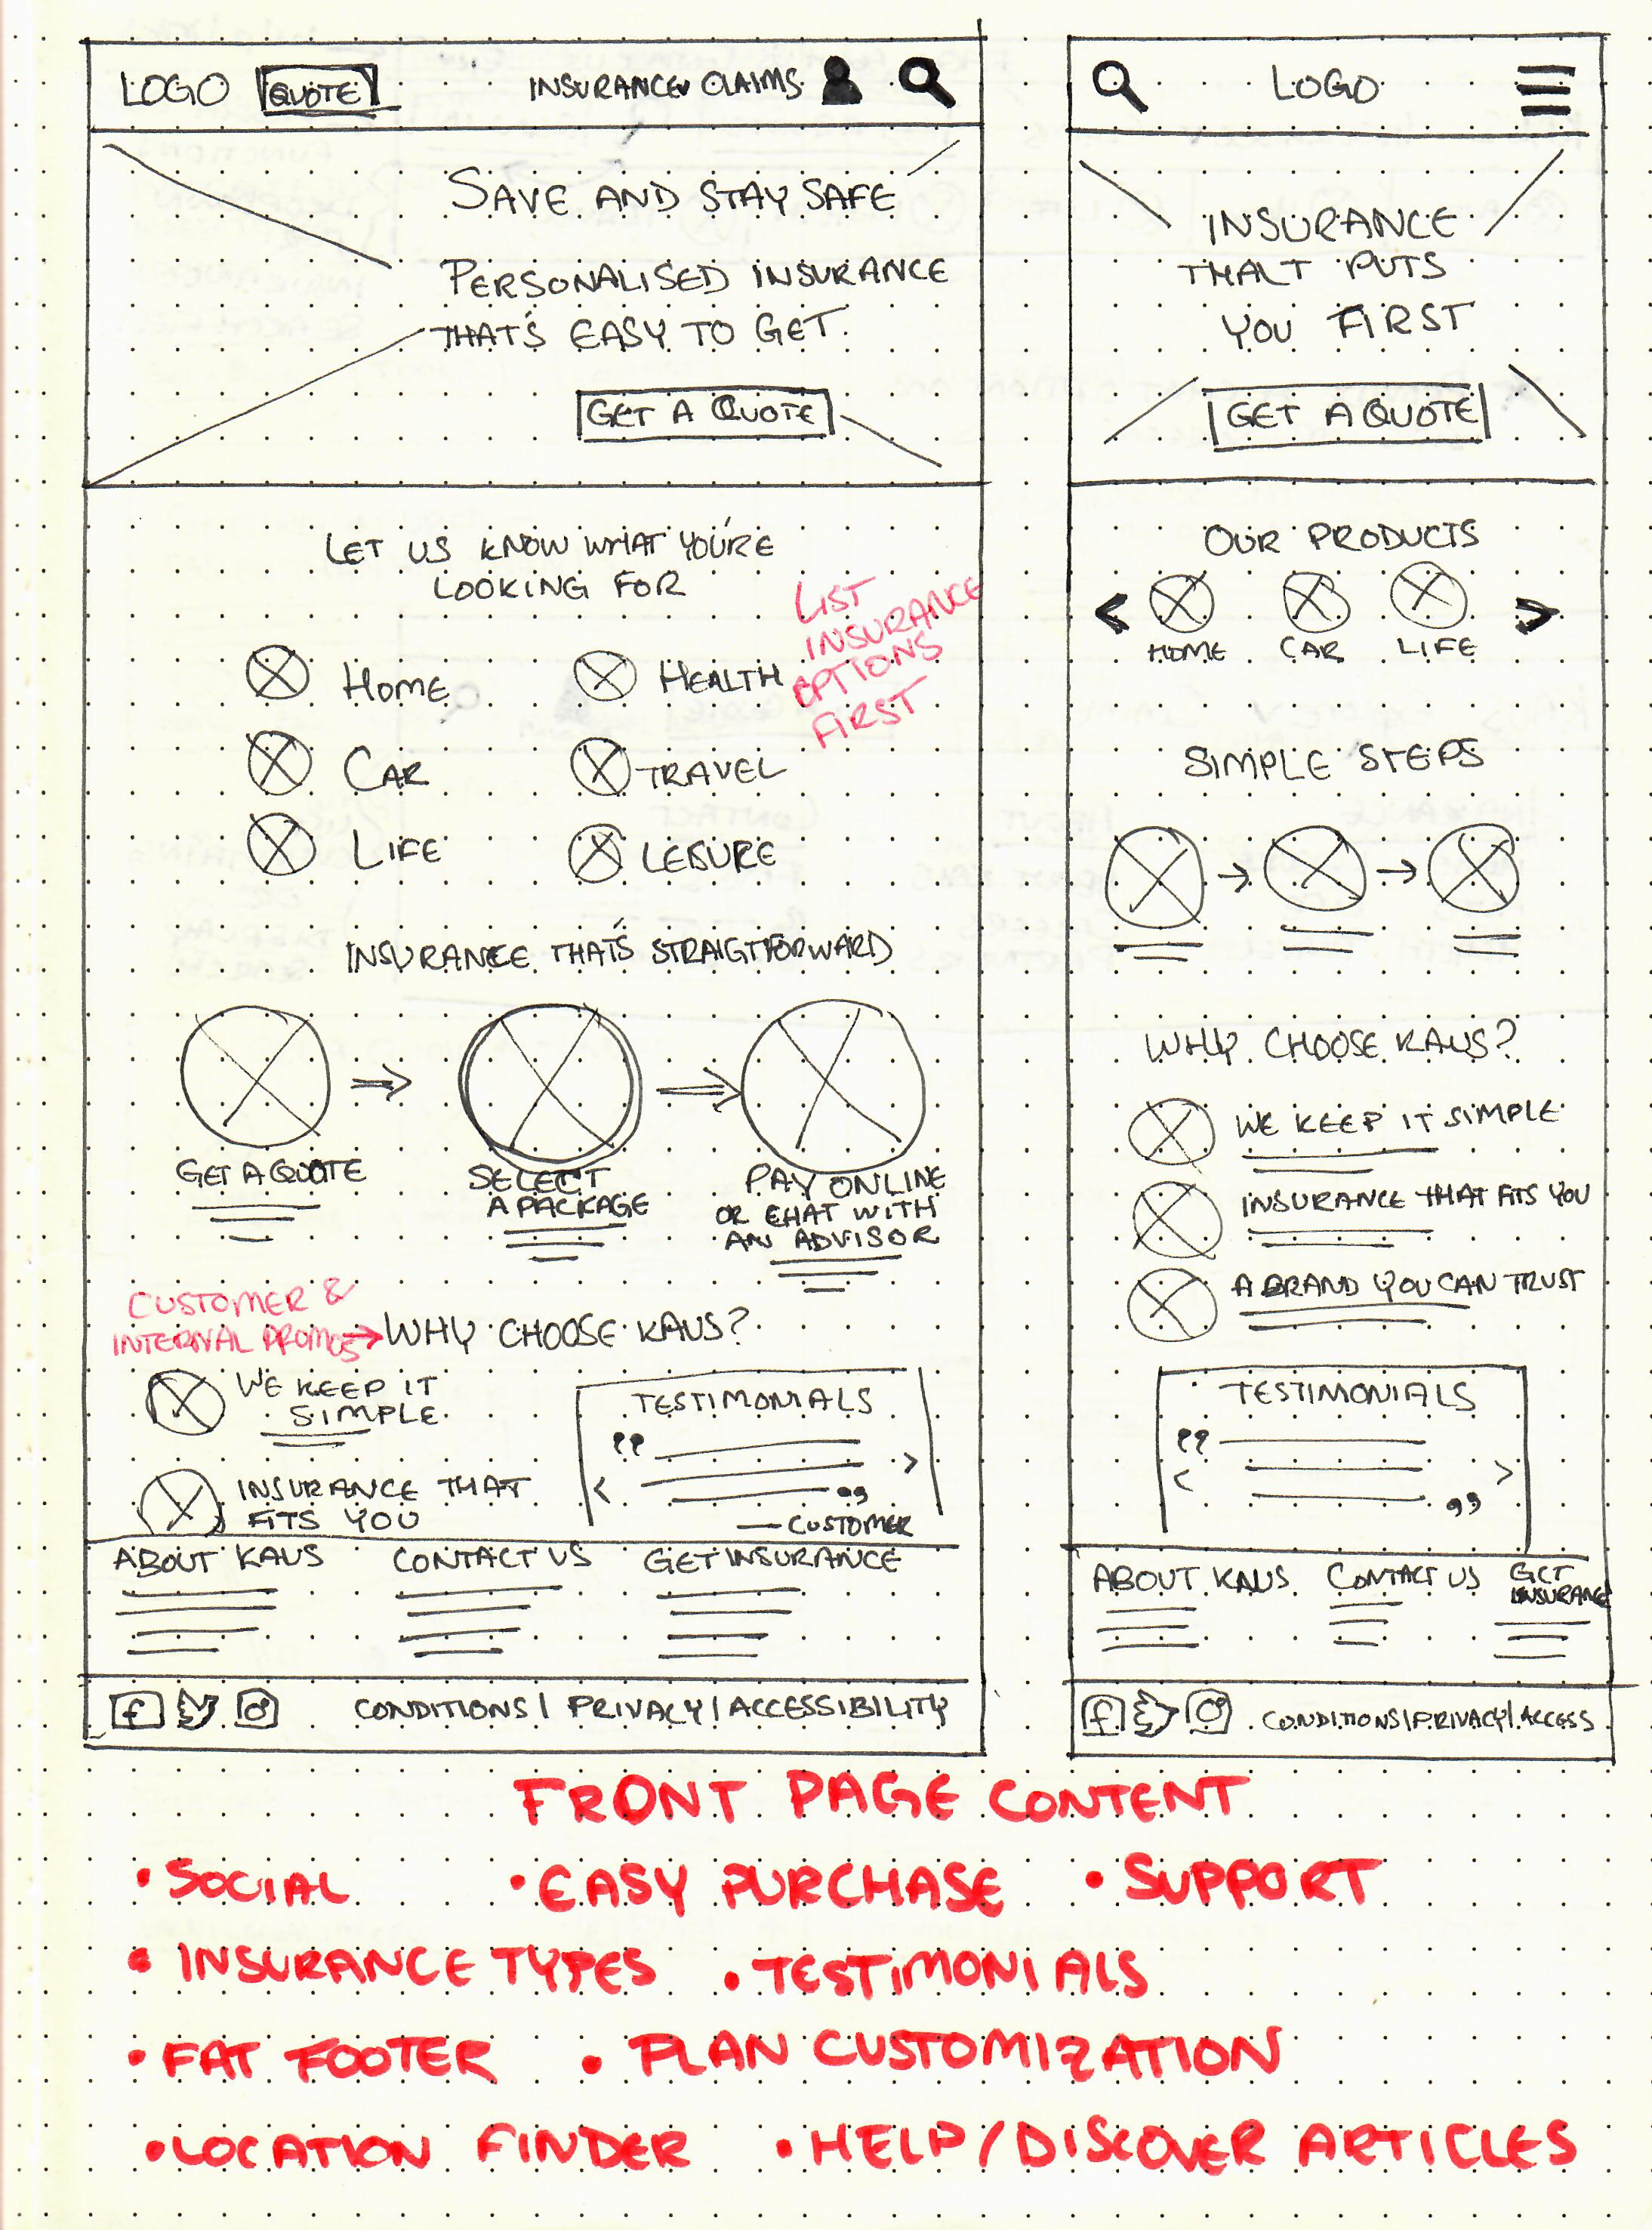 LOGO QUOTE INSURANCE CLAIMS
SAVE AND STAY SAFE
PERSONALISED INSURANCE
THAT'S EASY TO GET.
GET A QUOTE
LET US KNOW WHAT YOU'RE
LOOKING FOR
LIST
INSURANCE
OPTIONS
FIRST
HOME HEALTH
CAR TRAVEL
LIFE LEISURE
INSURANCE THAT'S STRAIGTFORWARD
GET A QUOTE
SELECT
A PACKAGE
PAY ONLINE
OR CHAT WITH
AN ADVISOR
CUSTOMER &
INTERNAL PROMOS → WHY CHOOSE KAUS?
WE KEEP IT
SIMPLE
INSURANCE THAT
FITS YOU
TESTIMONIALS
CUSTOMER
ABOUT KAUS CONTACT US GET INSURANCE
CONDITIONS | PRIVACY | ACCESSIBILITY
LOGO
INSURANCE
THAT PUTS
YOU FIRST
GET A QUOTE
OUR PRODUCTS
< >
HOME CAR LIFE
SIMPLE STEPS
WHY CHOOSE KAUS?
WE KEEP IT SIMPLE
INSURANCE THAT FITS YOU
A BRAND YOU CAN TRUST
TESTIMONIALS
ABOUT KAUS CONTACT US GET
INSURANCE
CONDITIONS | PRIVACY | ACCESS
FRONT PAGE CONTENT
• SOCIAL • EASY PURCHASE • SUPPORT
• INSURANCE TYPES • TESTIMONIALS
• FAT FOOTER • PLAN CUSTOMIZATION
• LOCATION FINDER • HELP/DISCOVER ARTICLES